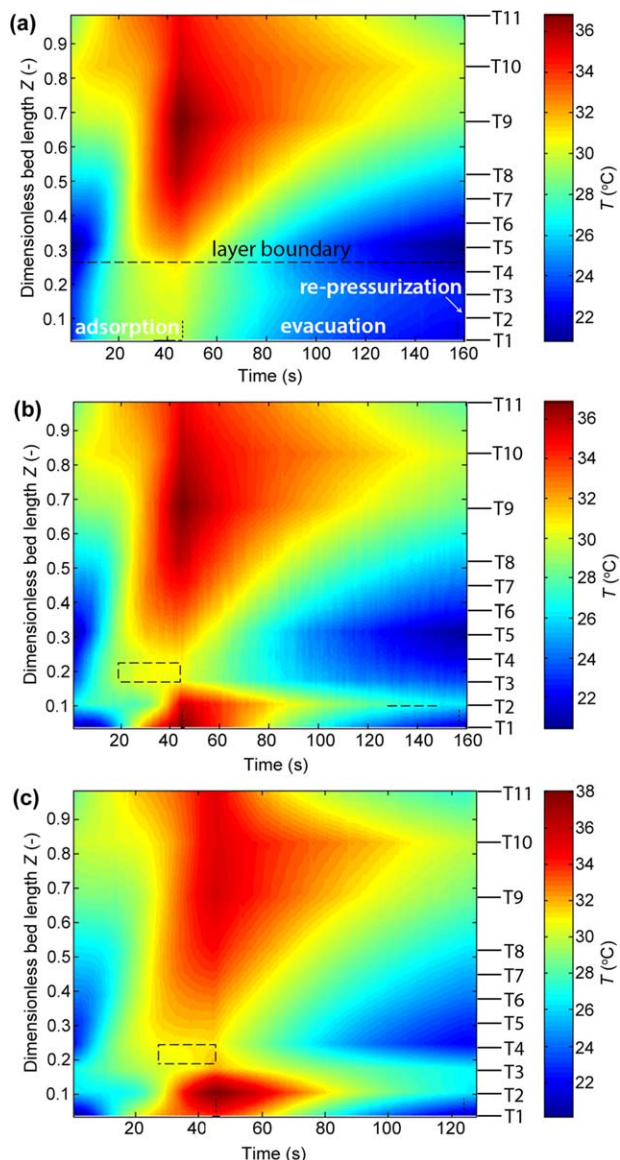 (a)
Dimensionless bed length Z (-)
0.9
0.8
0.7
0.6
0.5
0.4
0.3
0.2
0.1
layer boundary
re-pressurization
adsorption
evacuation
20 40 60 80 100 120 140 160
Time (s)
T11
T10
T9
T8
T7
T6
T5
T4
T3
T2
T1
36
34
32
30
28
26
24
22
T (°C)
(b)
Dimensionless bed length Z (-)
0.9
0.8
0.7
0.6
0.5
0.4
0.3
0.2
0.1
20 40 60 80 100 120 140 160
Time (s)
T11
T10
T9
T8
T7
T6
T5
T4
T3
T2
T1
36
34
32
30
28
26
24
22
T (°C)
(c)
Dimensionless bed length Z (-)
0.9
0.8
0.7
0.6
0.5
0.4
0.3
0.2
0.1
20 40 60 80 100 120
Time (s)
T11
T10
T9
T8
T7
T6
T5
T4
T3
T2
T1
38
36
34
32
30
28
26
24
22
20
T (°C)